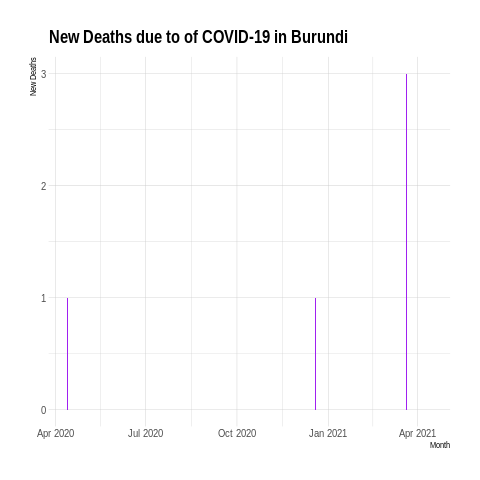 New Deaths due to of COVID-19 in Burundi
New Deaths
3
2
1
0
Apr 2020 Jul 2020 Oct 2020 Jan 2021 Apr 2021
Month